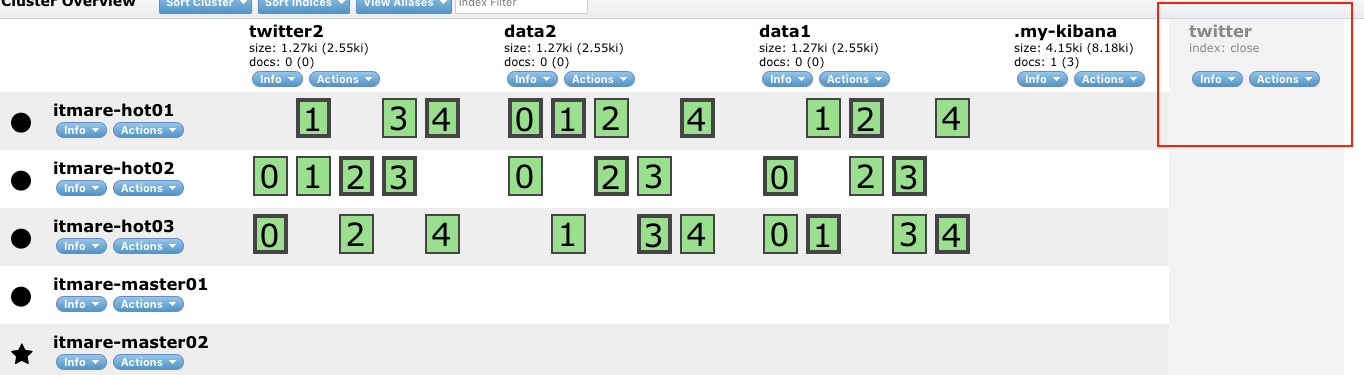 Cluster Overview Sort Cluster Sort Indices View Aliases Index Filter
twitter2 data2 data1 .my-kibana twitter
size: 1.27ki (2.55ki) size: 1.27ki (2.55ki) size: 1.27ki (2.55ki) size: 4.15ki (8.18ki) index: close
docs: 0 (0) docs: 0 (0) docs: 0 (0) docs: 1 (3)
Info Actions Info Actions Info Actions Info Actions Info Actions
itmare-hot01
Info Actions
1 3 4 0 1 2 4 1 2 4
itmare-hot02
Info Actions
0 1 2 3 0 2 3 0 2 3
itmare-hot03
Info Actions
0 2 4 1 3 4 0 1 3 4
itmare-master01
Info Actions
itmare-master02
Info Actions